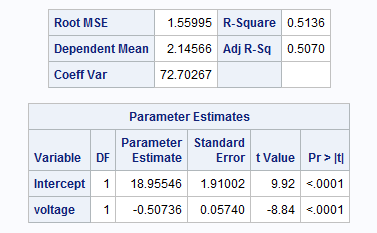 Root MSE 1.55995 R-Square 0.5136
Dependent Mean 2.14566 Adj R-Sq 0.5070
Coeff Var 72.70267
Parameter Estimates
Variable DF Parameter Estimate Standard Error t Value Pr > |t|
Intercept 1 18.95546 1.91002 9.92 <.0001
voltage 1 -0.50736 0.05740 -8.84 <.0001